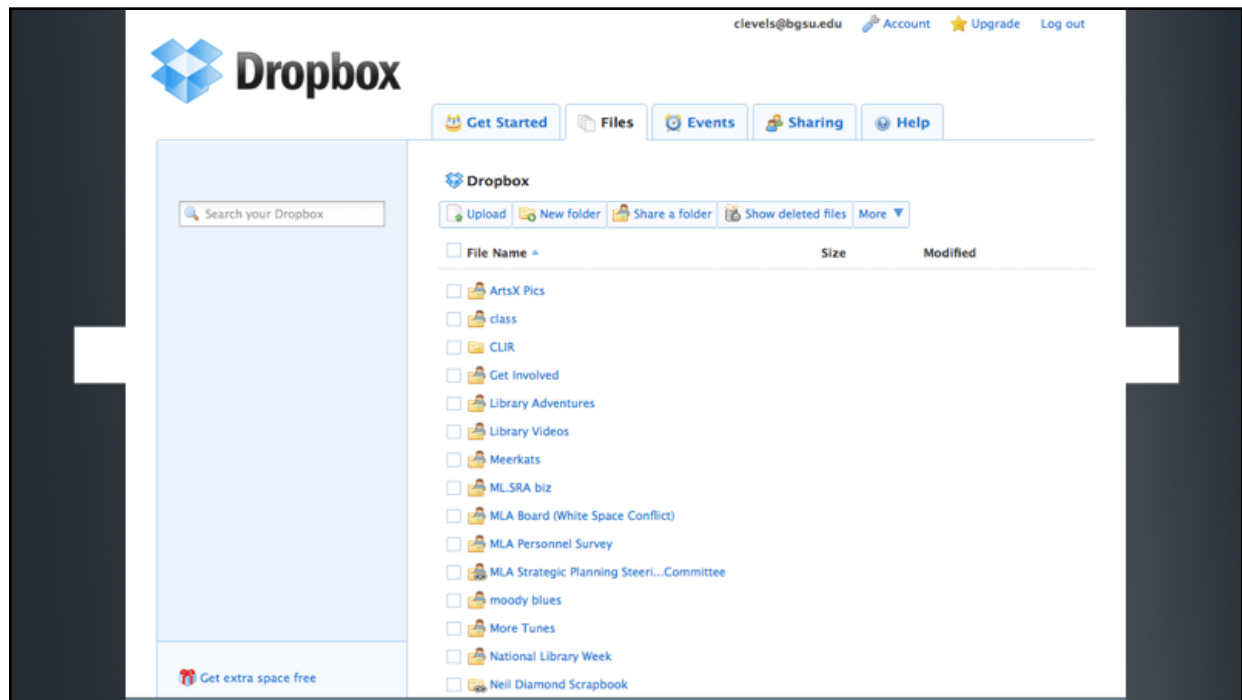 clevels@bgsu.edu Account Upgrade Log out
Dropbox
Get Started Files Events Sharing Help
Dropbox
Search your Dropbox
Upload New folder Share a folder Show deleted files More
File Name Size Modified
ArtsX Pics
class
CLIR
Get Involved
Library Adventures
Library Videos
Meerkats
ML.SRA biz
MLA Board (White Space Conflict)
MLA Personnel Survey
MLA Strategic Planning Steeri...Committee
moody blues
More Tunes
National Library Week
Get extra space free
Neil Diamond Scrapbook